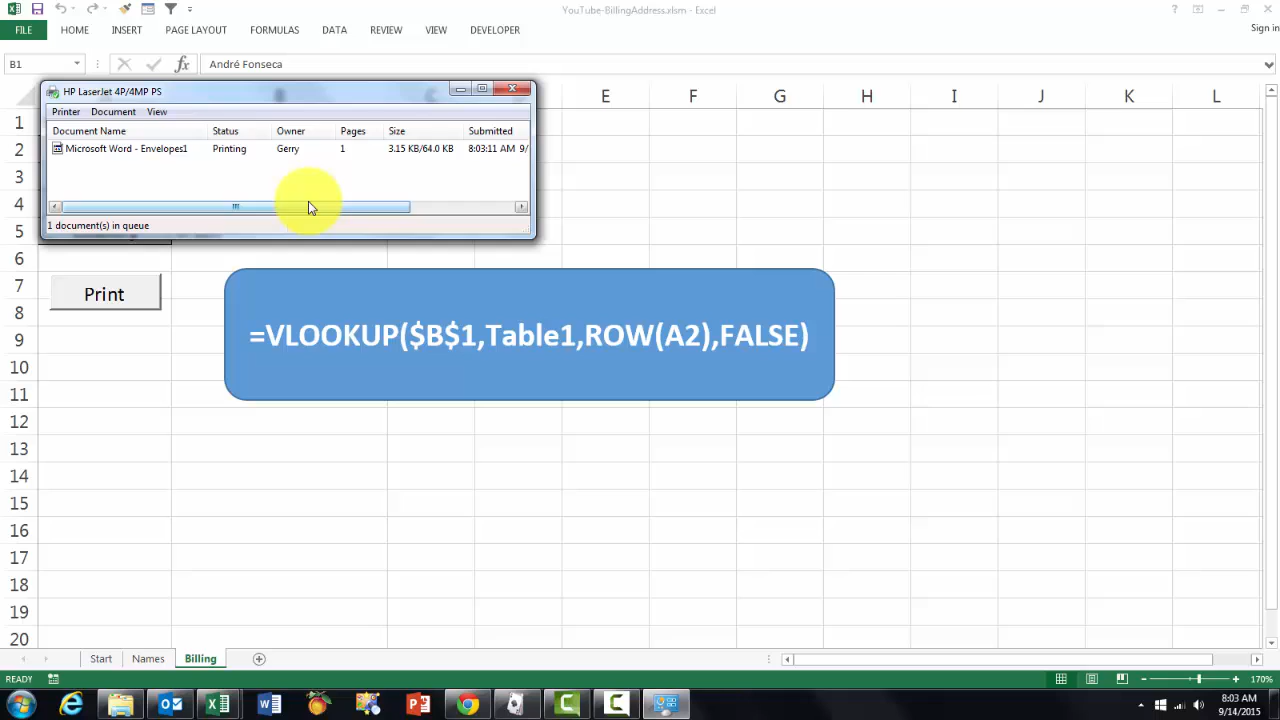 YouTube-BillingAddress.xlsm - Excel
FILE HOME INSERT PAGE LAYOUT FORMULAS DATA REVIEW VIEW DEVELOPER Sign in
B1 fx André Fonseca
HP LaserJet 4P/4MP PS
Printer Document View
Document Name Status Owner Pages Size Submitted
Microsoft Word - Envelopes1 Printing Gerry 1 3.15 KB/64.0 KB 8:03:11 AM 9/
1 document(s) in queue
E F G H I J K L
1
2
3
4
5
6
7
8
9
10
11
12
13
14
15
16
17
18
19
20
Print
=VLOOKUP($B$1,Table1,ROW(A2),FALSE)
Start Names Billing
READY 170%
8:03 AM
9/14/2015